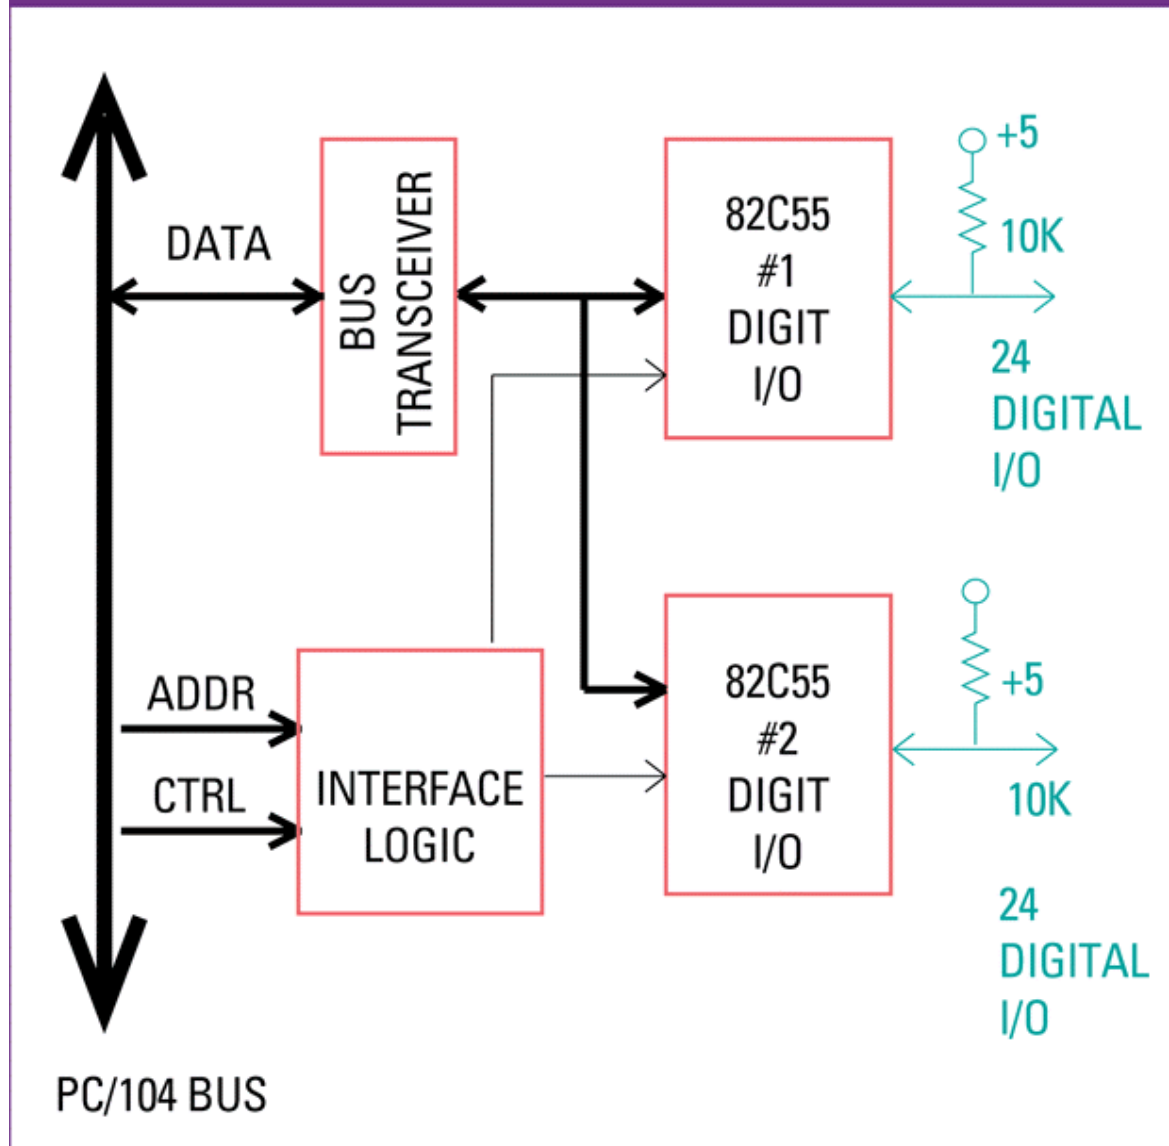 DATA
BUS
TRANSCEIVER
82C55
#1
DIGIT
I/O
+5
10K
24
DIGITAL
I/O
ADDR
CTRL
INTERFACE
LOGIC
82C55
#2
DIGIT
I/O
+5
10K
24
DIGITAL
I/O
PC/104 BUS